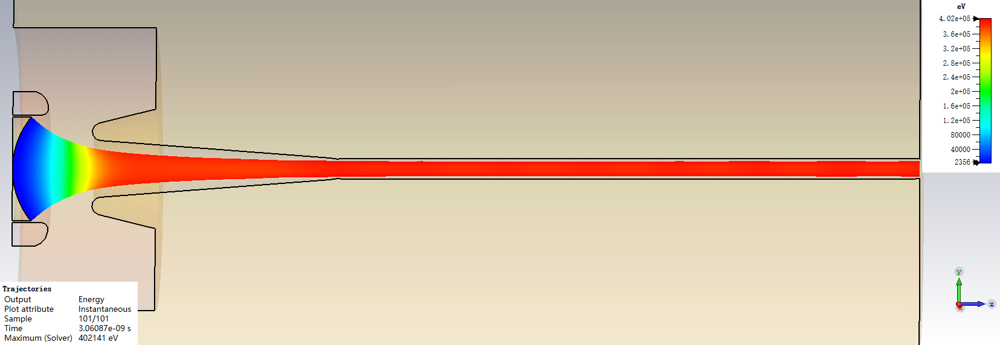 eV
4.02e+05
3.6e+05
3.2e+05
2.8e+05
2.4e+05
2e+05
1.6e+05
1.2e+05
80000
40000
2356
Trajectories
Output Energy
Plot attribute Instantaneous
Sample 101/101
Time 3.06087e-09 s
Maximum (Solver) 402141 eV
y
z
x